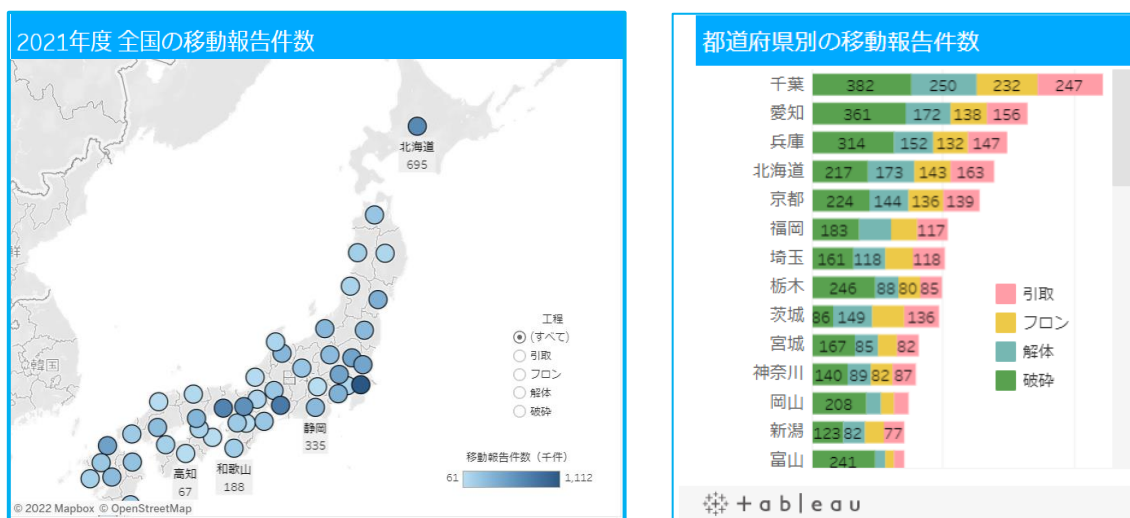 2021年度 全国の移動報告件数
北海道
695
韓国
日
工程
(すべて)
引取
フロン
解体
破砕
静岡
335
高知
67
和歌山
188
移動報告件数（千件）
61 1,112
© 2022 Mapbox © OpenStreetMap
都道府県別の移動報告件数
千葉 382 250 232 247
愛知 361 172 138 156
兵庫 314 152 132 147
北海道 217 173 143 163
京都 224 144 136 139
福岡 183 117
埼玉 161 118 118
栃木 246 88 80 85
茨城 86 149 136
宮城 167 85 82
神奈川 140 89 82 87
岡山 208
新潟 123 82 77
富山 241
引取
フロン
解体
破砕
+ a b | e a u